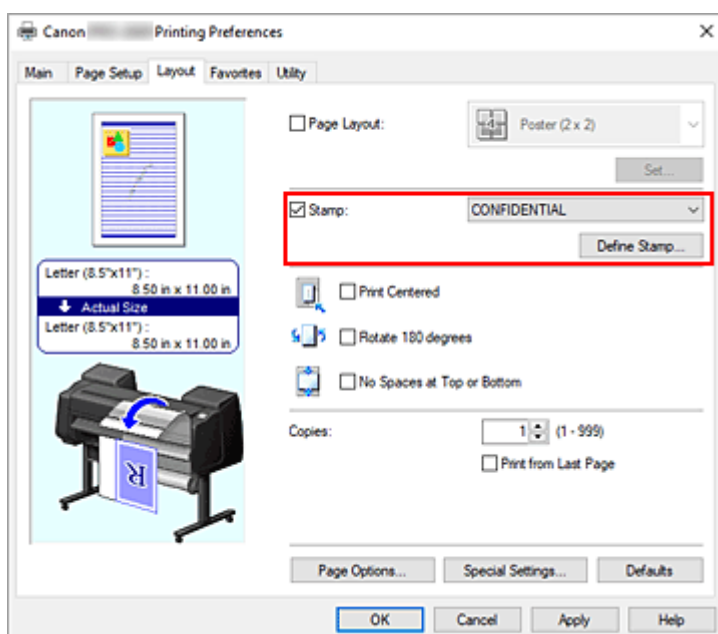 Canon Printing Preferences
Main Page Setup Layout Favorites Utility
Page Layout: Poster (2 x 2)
Set...
Stamp: CONFIDENTIAL
Define Stamp...
Letter (8.5"x11") :
8.50 in x 11.00 in
Actual Size
Letter (8.5"x11") :
8.50 in x 11.00 in
Print Centered
Rotate 180 degrees
No Spaces at Top or Bottom
Copies: 1 (1 - 999)
Print from Last Page
R
Page Options... Special Settings... Defaults
OK Cancel Apply Help